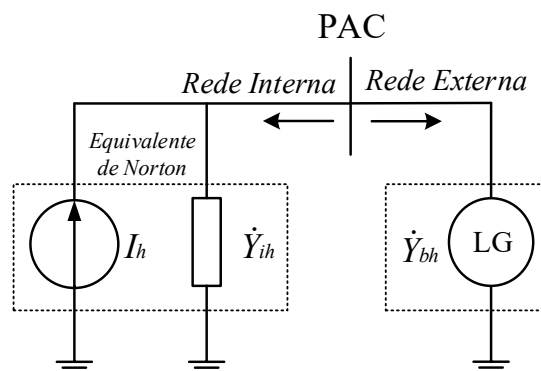 PAC
Rede Interna
Rede Externa
Equivalente
de Norton
Ih
Ẏih
Ẏbh
LG